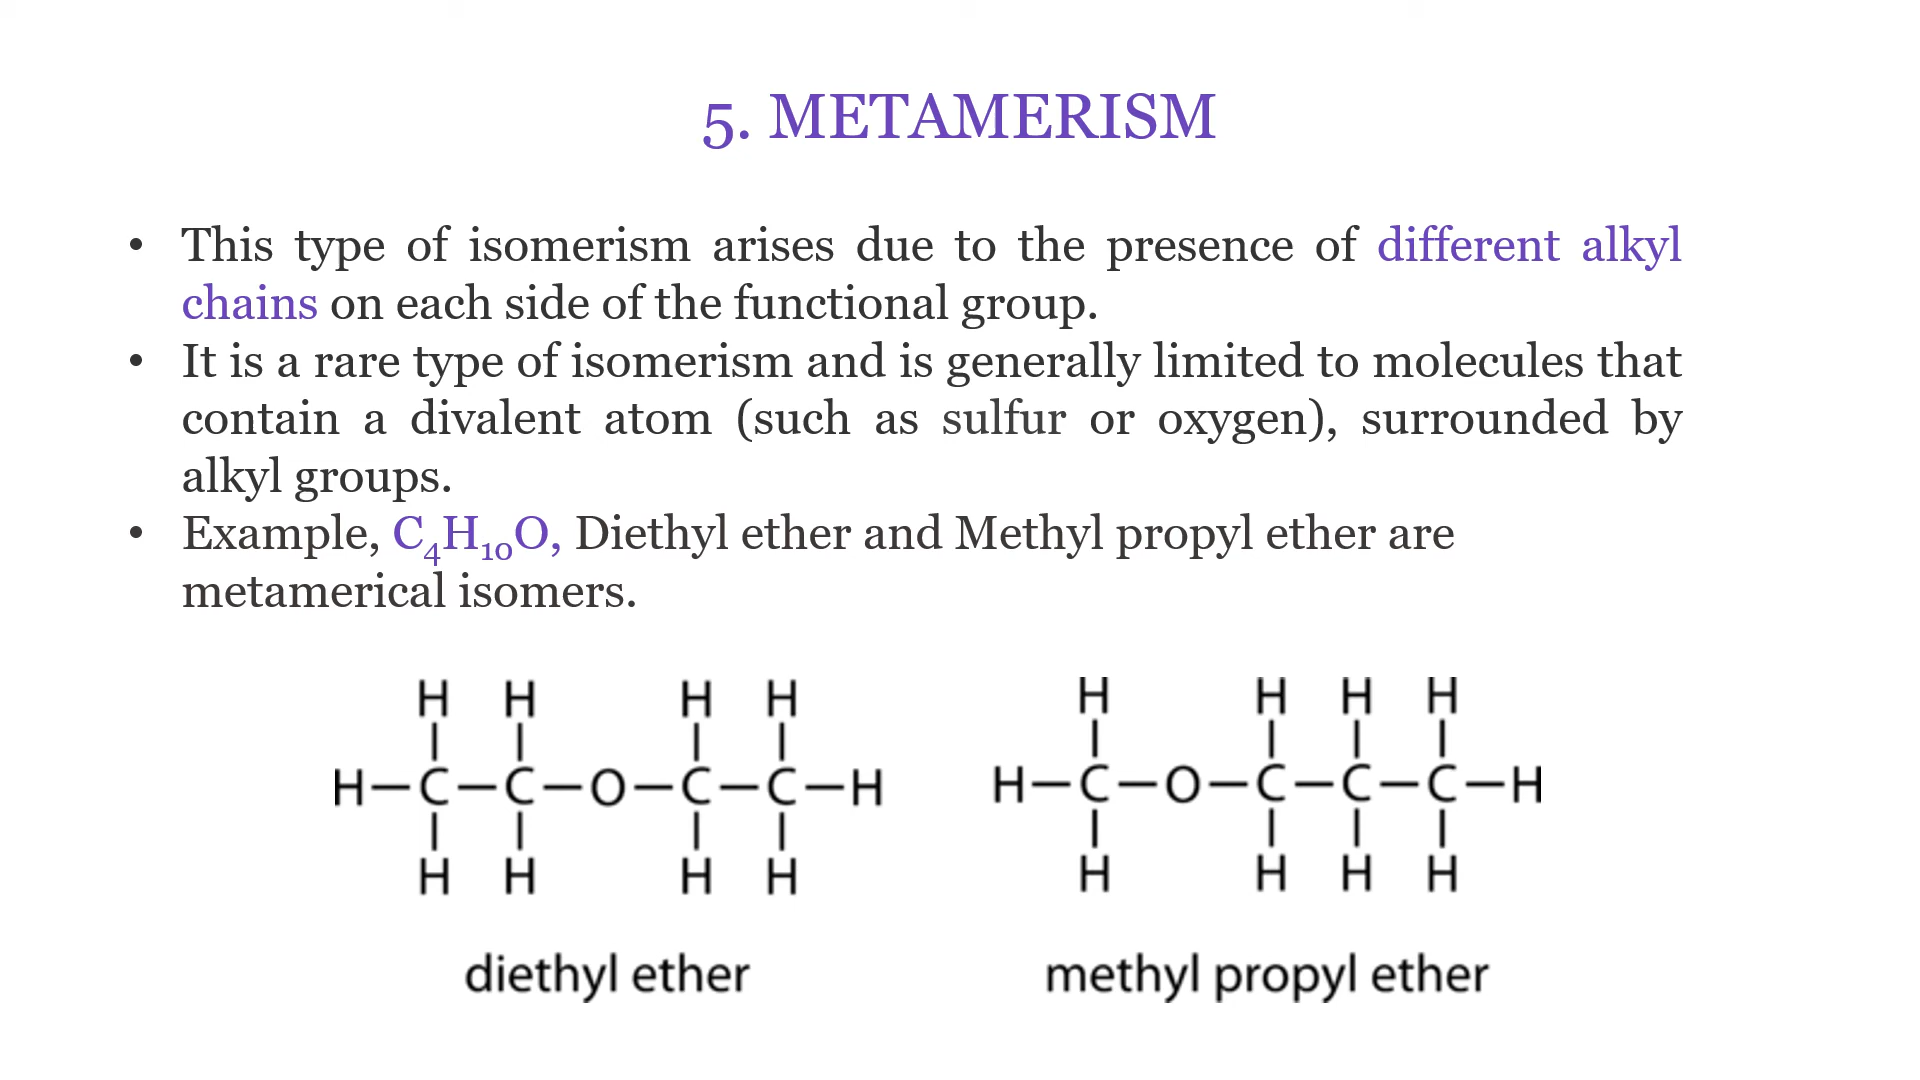 5. METAMERISM
• This type of isomerism arises due to the presence of different alkyl
chains on each side of the functional group.
• It is a rare type of isomerism and is generally limited to molecules that
contain a divalent atom (such as sulfur or oxygen), surrounded by
alkyl groups.
• Example, C₄H₁₀O, Diethyl ether and Methyl propyl ether are
metamerical isomers.
H H H H
H—C—C—O—C—C—H
H H H H
diethyl ether
H H H H
H—C—O—C—C—C—H
H H H H
methyl propyl ether